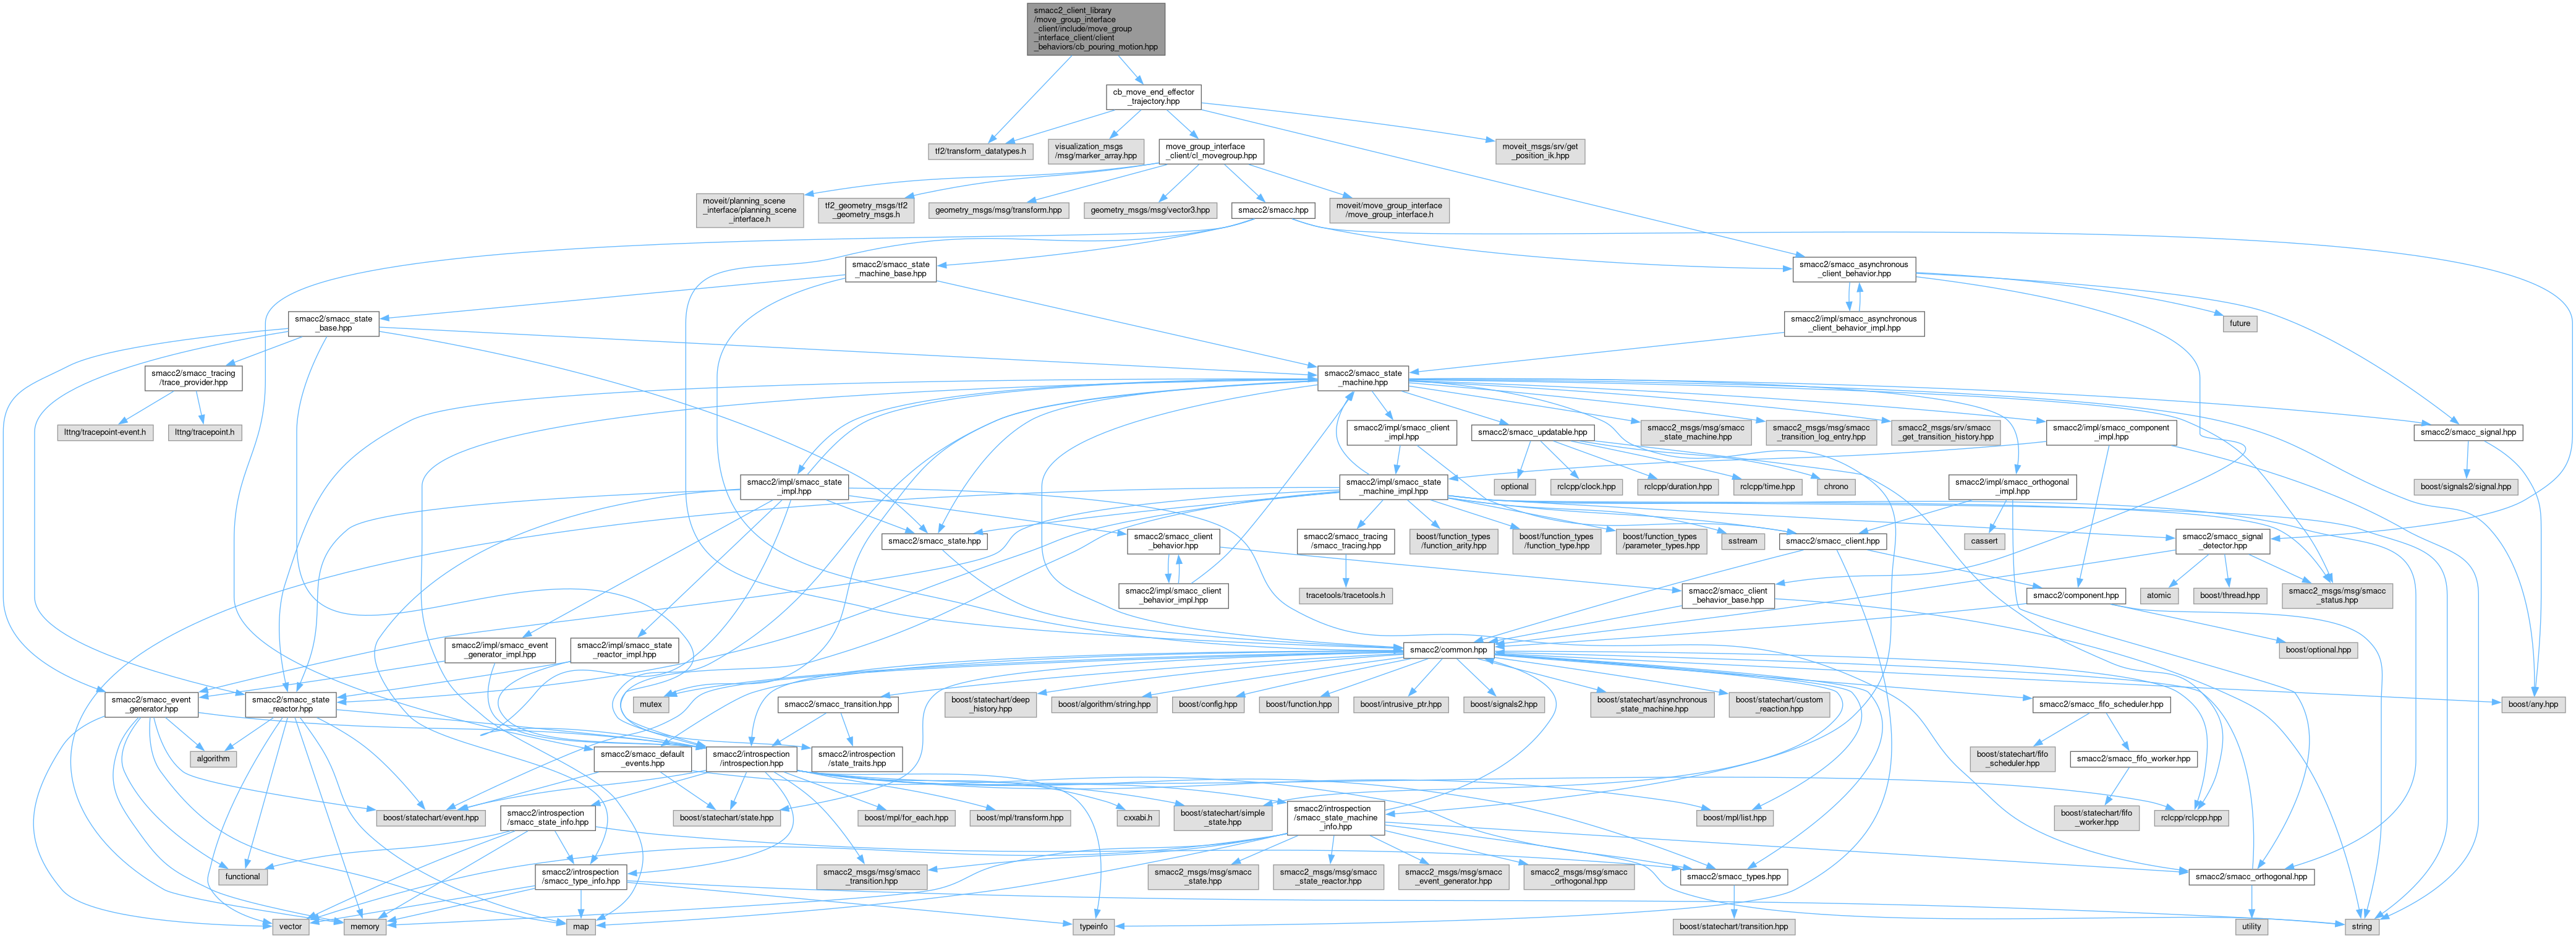 smacc2_client_library
/move_group_interface
_client/include/move_group
_interface_client/client
_behaviors/cb_pouring_motion.hpp
cb_move_end_effector
_trajectory.hpp
tf2/transform_datatypes.h
visualization_msgs
/msg/marker_array.hpp
move_group_interface
_client/cl_movegroup.hpp
moveit_msgs/srv/get
_position_ik.hpp
moveit/planning_scene
_interface/planning_scene
_interface.h
tf2_geometry_msgs/tf2
_geometry_msgs.h
geometry_msgs/msg/transform.hpp
geometry_msgs/msg/vector3.hpp
smacc2/smacc.hpp
moveit/move_group_interface
/move_group_interface.h
smacc2/smacc_state
_machine_base.hpp
smacc2/smacc_asynchronous
_client_behavior.hpp
smacc2/smacc_state
_base.hpp
smacc2/impl/smacc_asynchronous
_client_behavior_impl.hpp
future
smacc2/smacc_tracing
/trace_provider.hpp
smacc2/smacc_state
_machine.hpp
lttng/tracepoint-event.h
lttng/tracepoint.h
smacc2/impl/smacc_client
_impl.hpp
smacc2/smacc_updatable.hpp
smacc2_msgs/msg/smacc
_state_machine.hpp
smacc2_msgs/msg/smacc
_transition_log_entry.hpp
smacc2_msgs/srv/smacc
_get_transition_history.hpp
smacc2/impl/smacc_component
_impl.hpp
smacc2/smacc_signal.hpp
smacc2/impl/smacc_state
_impl.hpp
smacc2/impl/smacc_state
_machine_impl.hpp
optional
rclcpp/clock.hpp
rclcpp/duration.hpp
rclcpp/time.hpp
chrono
smacc2/impl/smacc_orthogonal
_impl.hpp
boost/signals2/signal.hpp
smacc2/smacc_state.hpp
smacc2/smacc_client
_behavior.hpp
smacc2/smacc_tracing
/smacc_tracing.hpp
boost/function_types
/function_arity.hpp
boost/function_types
/function_type.hpp
boost/function_types
/parameter_types.hpp
sstream
smacc2/smacc_client.hpp
cassert
smacc2/smacc_signal
_detector.hpp
smacc2/impl/smacc_client
_behavior_impl.hpp
tracetools/tracetools.h
smacc2/smacc_client
_behavior_base.hpp
smacc2/component.hpp
atomic
boost/thread.hpp
smacc2_msgs/msg/smacc
_status.hpp
smacc2/impl/smacc_event
_generator_impl.hpp
smacc2/impl/smacc_state
_reactor_impl.hpp
smacc2/common.hpp
boost/optional.hpp
smacc2/smacc_event
_generator.hpp
smacc2/smacc_state
_reactor.hpp
mutex
smacc2/smacc_transition.hpp
boost/statechart/deep
_history.hpp
boost/algorithm/string.hpp
boost/config.hpp
boost/function.hpp
boost/intrusive_ptr.hpp
boost/signals2.hpp
boost/statechart/asynchronous
_state_machine.hpp
boost/statechart/custom
_reaction.hpp
smacc2/smacc_fifo_scheduler.hpp
boost/any.hpp
algorithm
smacc2/smacc_default
_events.hpp
smacc2/introspection
/introspection.hpp
smacc2/introspection
/state_traits.hpp
boost/statechart/fifo
_scheduler.hpp
smacc2/smacc_fifo_worker.hpp
boost/statechart/event.hpp
smacc2/introspection
/smacc_state_info.hpp
boost/statechart/state.hpp
boost/mpl/for_each.hpp
boost/mpl/transform.hpp
cxxabi.h
boost/statechart/simple
_state.hpp
smacc2/introspection
/smacc_state_machine
_info.hpp
boost/mpl/list.hpp
boost/statechart/fifo
_worker.hpp
rclcpp/rclcpp.hpp
functional
smacc2/introspection
/smacc_type_info.hpp
smacc2_msgs/msg/smacc
_transition.hpp
smacc2_msgs/msg/smacc
_state.hpp
smacc2_msgs/msg/smacc
_state_reactor.hpp
smacc2_msgs/msg/smacc
_event_generator.hpp
smacc2_msgs/msg/smacc
_orthogonal.hpp
smacc2/smacc_types.hpp
smacc2/smacc_orthogonal.hpp
vector
memory
map
typeinfo
boost/statechart/transition.hpp
utility
string